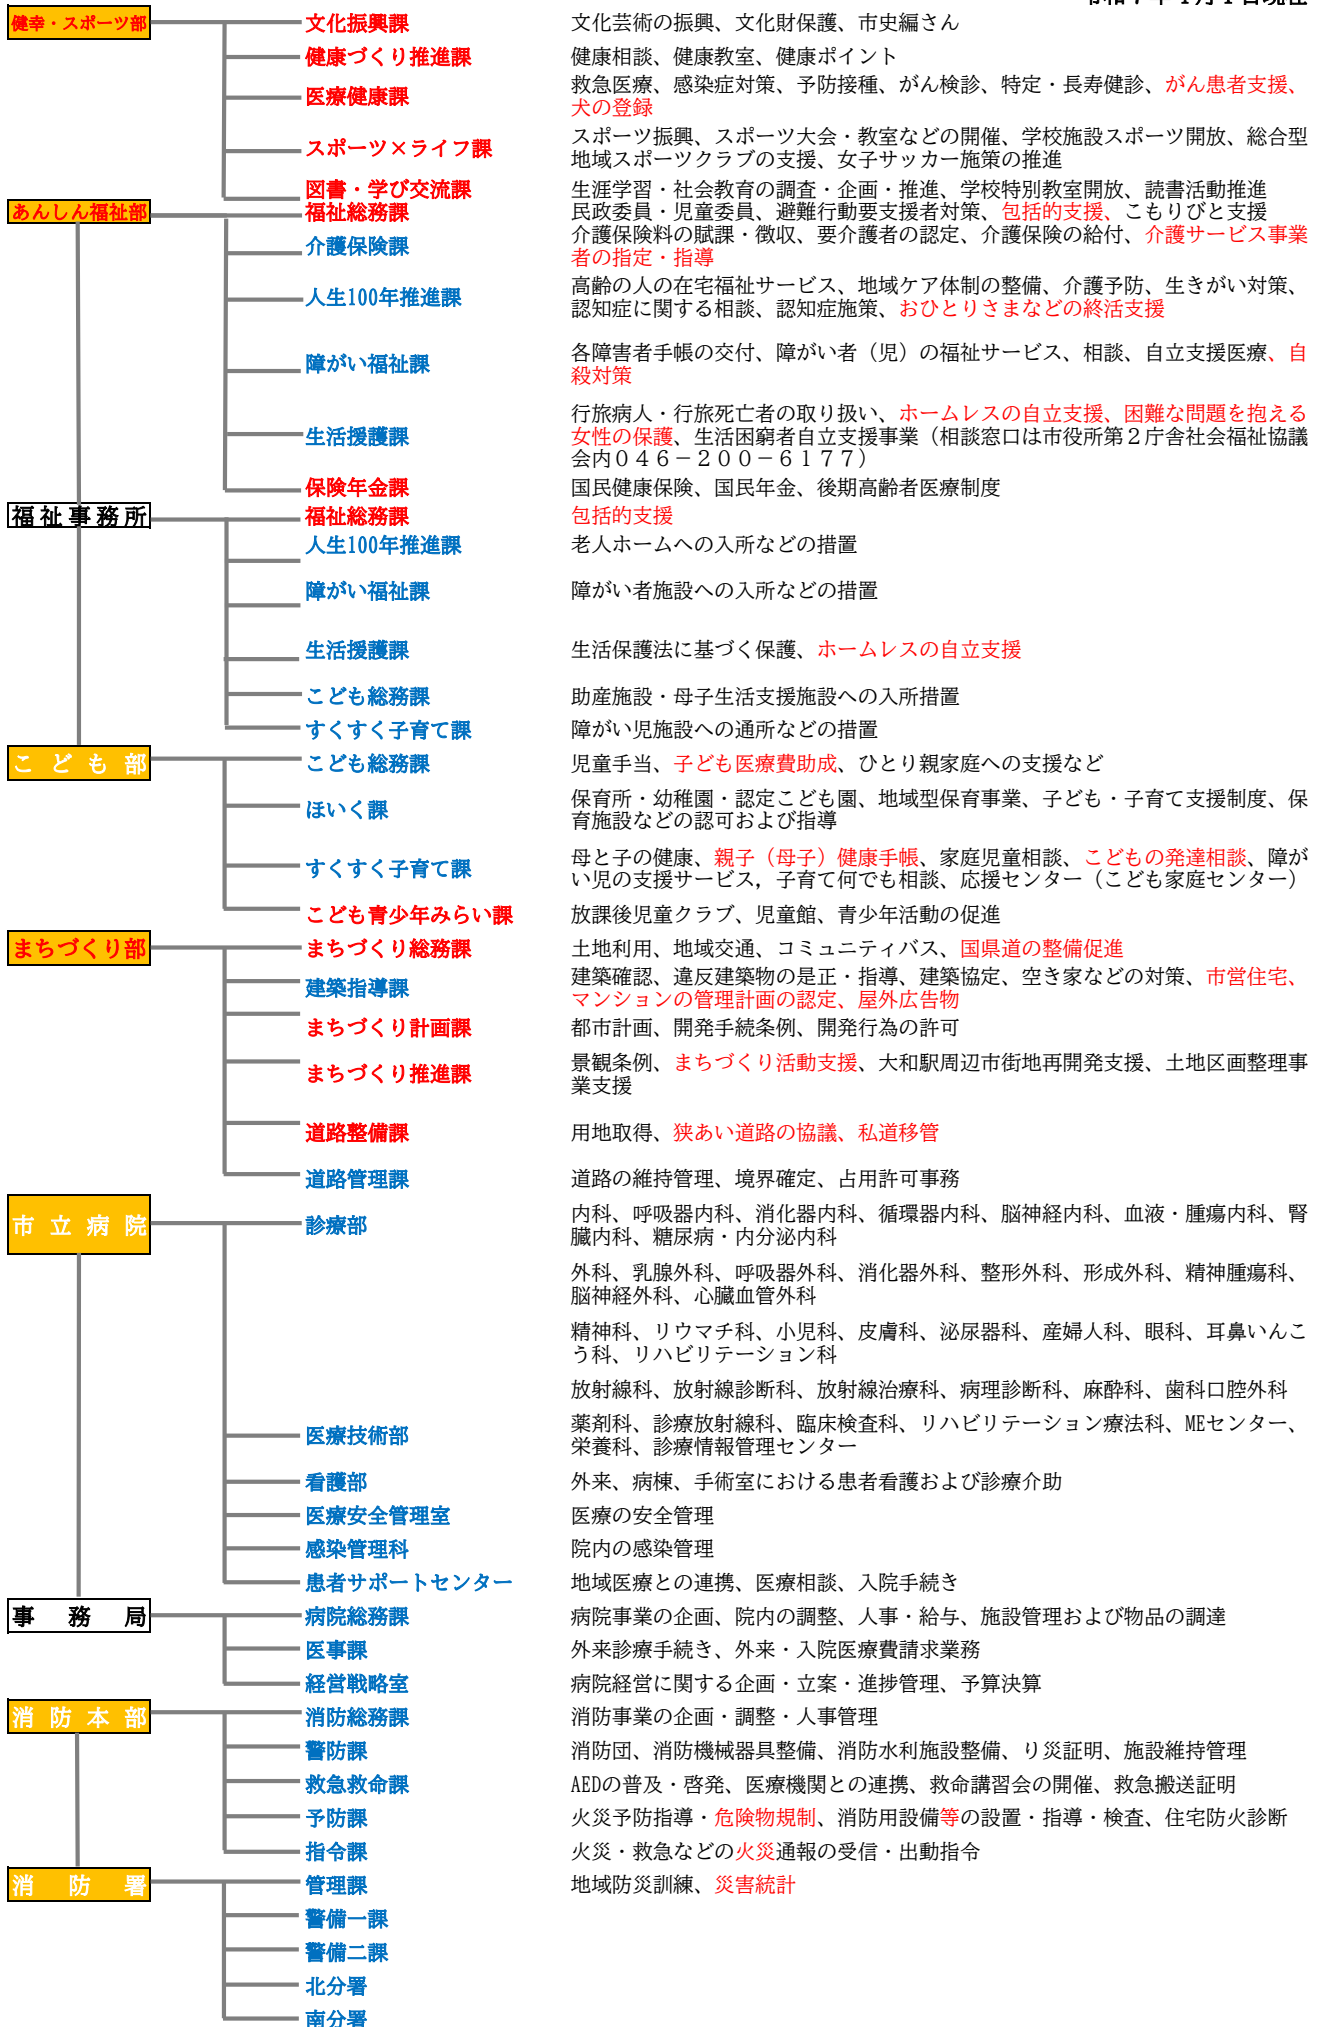 健幸・スポーツ部
文化振興課 文化芸術の振興、文化財保護、市史編さん
健康づくり推進課 健康相談、健康教室、健康ポイント
医療健康課 救急医療、感染症対策、予防接種、がん検診、特定・長寿健診、がん患者支援、
犬の登録
スポーツ×ライフ課 スポーツ振興、スポーツ大会・教室などの開催、学校施設スポーツ開放、総合型
地域スポーツクラブの支援、女子サッカー施策の推進
図書・学び交流課 生涯学習・社会教育の調査・企画・推進、学校特別教室開放、読書活動推進
あんしん福祉部
福祉総務課 民政委員・児童委員、避難行動要支援者対策、包括的支援、こもりびと支援
介護保険課 介護保険料の賦課・徴収、要介護者の認定、介護保険の給付、介護サービス事業
者の指定・指導
人生100年推進課 高齢の人の在宅福祉サービス、地域ケア体制の整備、介護予防、生きがい対策、
認知症に関する相談、認知症施策、おひとりさまなどの終活支援
障がい福祉課 各障害者手帳の交付、障がい者（児）の福祉サービス、相談、自立支援医療、自
殺対策
生活援護課 行旅病人・行旅死亡者の取り扱い、ホームレスの自立支援、困難な問題を抱える
女性の保護、生活困窮者自立支援事業（相談窓口は市役所第２庁舎社会福祉協議
会内０４６－２００－６１７７）
保険年金課 国民健康保険、国民年金、後期高齢者医療制度
福祉事務所
福祉総務課 包括的支援
人生100年推進課 老人ホームへの入所などの措置
障がい福祉課 障がい者施設への入所などの措置
生活援護課 生活保護法に基づく保護、ホームレスの自立支援
こども総務課 助産施設・母子生活支援施設への入所措置
すくすく子育て課 障がい児施設への通所などの措置
こども部
こども総務課 児童手当、子ども医療費助成、ひとり親家庭への支援など
ほいく課 保育所・幼稚園・認定こども園、地域型保育事業、子ども・子育て支援制度、保
育施設などの認可および指導
すくすく子育て課 母と子の健康、親子（母子）健康手帳、家庭児童相談、こどもの発達相談、障が
い児の支援サービス，子育て何でも相談、応援センター（こども家庭センター）
こども青少年みらい課 放課後児童クラブ、児童館、青少年活動の促進
まちづくり部
まちづくり総務課 土地利用、地域交通、コミュニティバス、国県道の整備促進
建築指導課 建築確認、違反建築物の是正・指導、建築協定、空き家などの対策、市営住宅、
マンションの管理計画の認定、屋外広告物
まちづくり計画課 都市計画、開発手続条例、開発行為の許可
まちづくり推進課 景観条例、まちづくり活動支援、大和駅周辺市街地再開発支援、土地区画整理事
業支援
道路整備課 用地取得、狭あい道路の協議、私道移管
道路管理課 道路の維持管理、境界確定、占用許可事務
市立病院
診療部 内科、呼吸器内科、消化器内科、循環器内科、脳神経内科、血液・腫瘍内科、腎
臓内科、糖尿病・内分泌内科
外科、乳腺外科、呼吸器外科、消化器外科、整形外科、形成外科、精神腫瘍科、
脳神経外科、心臓血管外科
精神科、リウマチ科、小児科、皮膚科、泌尿器科、産婦人科、眼科、耳鼻いんこ
う科、リハビリテーション科
放射線科、放射線診断科、放射線治療科、病理診断科、麻酔科、歯科口腔外科
医療技術部 薬剤科、診療放射線科、臨床検査科、リハビリテーション療法科、MEセンター、
栄養科、診療情報管理センター
看護部 外来、病棟、手術室における患者看護および診療介助
医療安全管理室 医療の安全管理
感染管理科 院内の感染管理
患者サポートセンター 地域医療との連携、医療相談、入院手続き
事務局
病院総務課 病院事業の企画、院内の調整、人事・給与、施設管理および物品の調達
医事課 外来診療手続き、外来・入院医療費請求業務
経営戦略室 病院経営に関する企画・立案・進捗管理、予算決算
消防本部
消防総務課 消防事業の企画・調整・人事管理
警防課 消防団、消防機械器具整備、消防水利施設整備、り災証明、施設維持管理
救急救命課 AEDの普及・啓発、医療機関との連携、救命講習会の開催、救急搬送証明
予防課 火災予防指導・危険物規制、消防用設備等の設置・指導・検査、住宅防火診断
指令課 火災・救急などの火災通報の受信・出動指令
消防署
管理課 地域防災訓練、災害統計
警備一課
警備二課
北分署
南分署